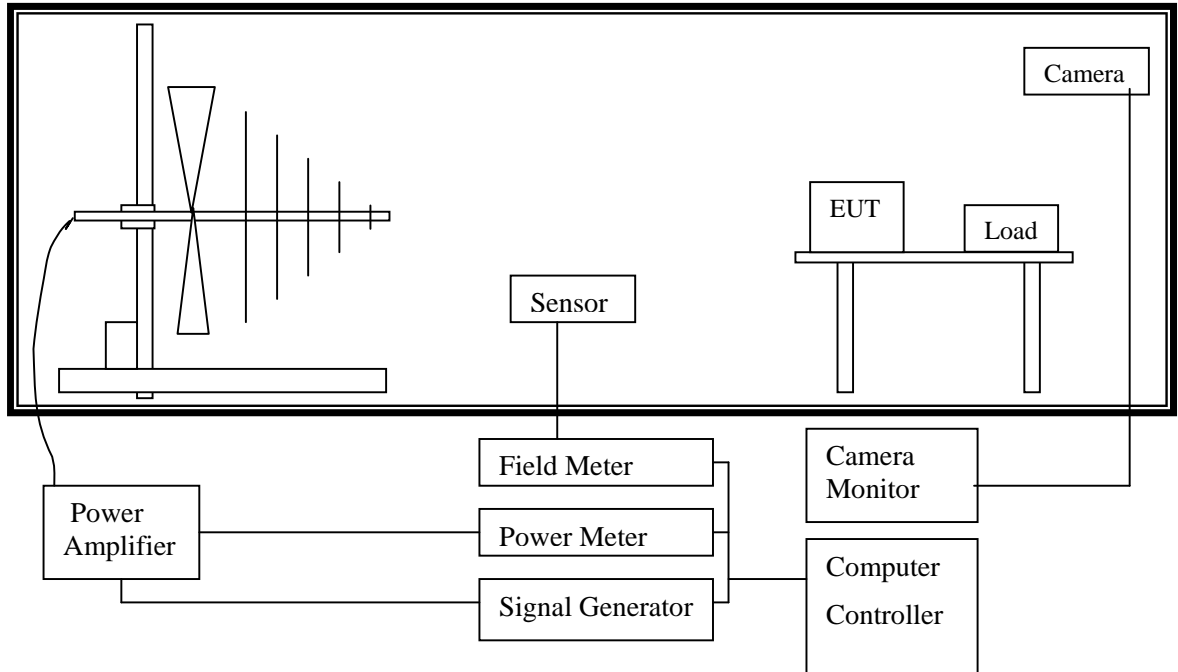 Camera
EUT
Load
Sensor
Field Meter
Camera
Monitor
Power
Amplifier
Power Meter
Computer
Controller
Signal Generator